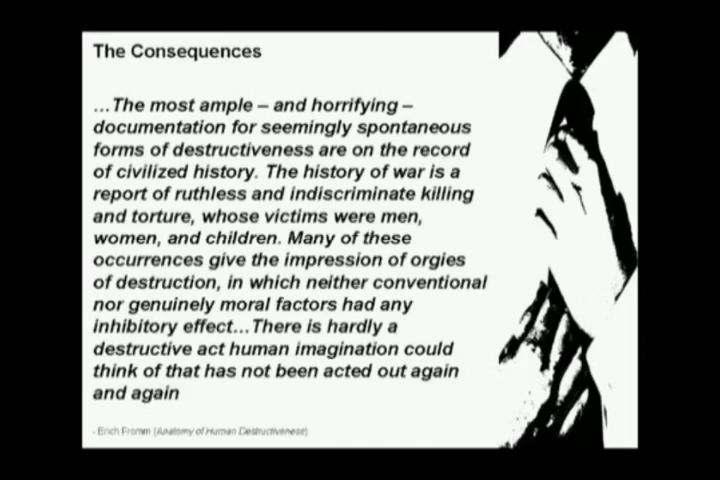 The Consequences
…The most ample – and horrifying –
documentation for seemingly spontaneous
forms of destructiveness are on the record
of civilized history. The history of war is a
report of ruthless and indiscriminate killing
and torture, whose victims were men,
women, and children. Many of these
occurrences give the impression of orgies
of destruction, in which neither conventional
nor genuinely moral factors had any
inhibitory effect…There is hardly a
destructive act human imagination could
think of that has not been acted out again
and again
- Erich Fromm (Anatomy of Human Destructiveness)